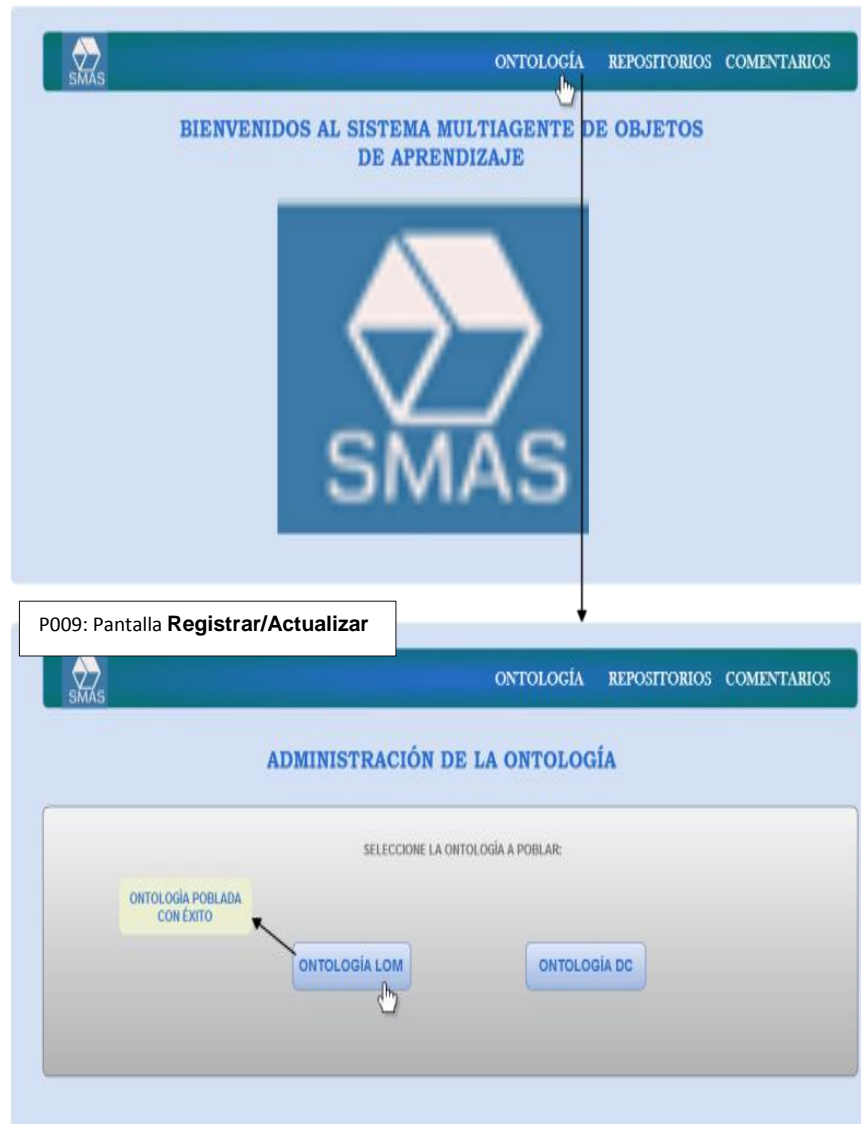 SMAS
ONTOLOGÍA REPOSITORIOS COMENTARIOS
BIENVENIDOS AL SISTEMA MULTIAGENTE DE OBJETOS
DE APRENDIZAJE
SMAS
P009: Pantalla Registrar/Actualizar
SMAS
ONTOLOGÍA REPOSITORIOS COMENTARIOS
ADMINISTRACIÓN DE LA ONTOLOGÍA
SELECCIONE LA ONTOLOGÍA A POBLAR:
ONTOLOGÍA POBLADA
CON ÉXITO
ONTOLOGÍA LOM
ONTOLOGÍA DC